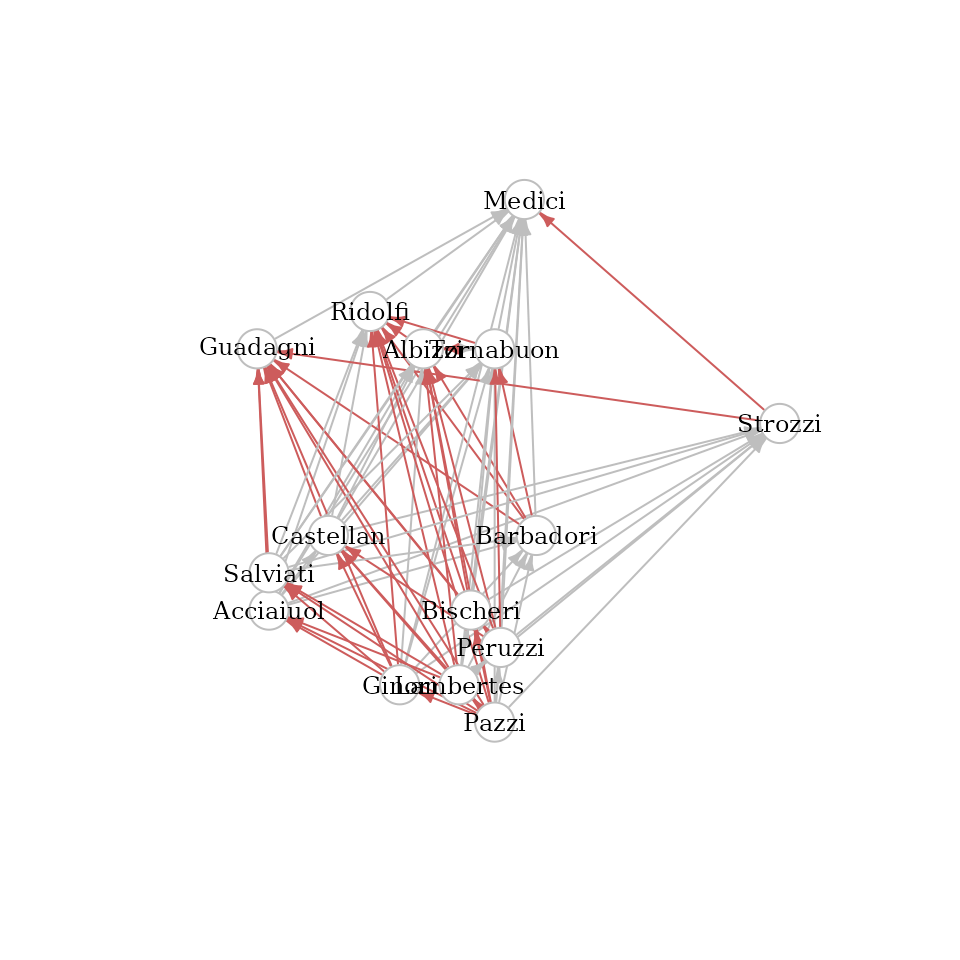 Medici
Ridolfi
Guadagni
Albizzi
Tornabuon
Strozzi
Castellan
Barbadori
Salviati
Acciaiuol
Bischeri
Peruzzi
Ginori
Lambertes
Pazzi